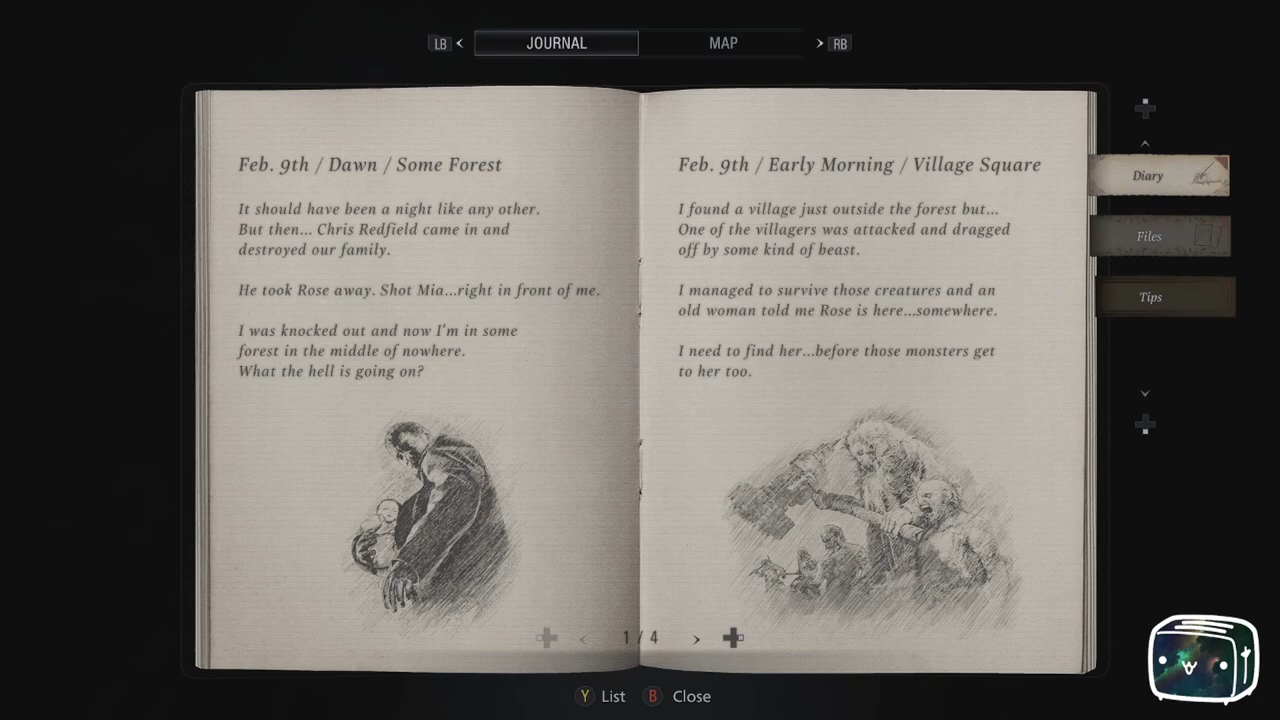 LB
JOURNAL
MAP
RB
Feb. 9th / Dawn / Some Forest
It should have been a night like any other.
But then... Chris Redfield came in and
destroyed our family.
He took Rose away. Shot Mia...right in front of me.
I was knocked out and now I'm in some
forest in the middle of nowhere.
What the hell is going on?
Feb. 9th / Early Morning / Village Square
I found a village just outside the forest but...
One of the villagers was attacked and dragged
off by some kind of beast.
I managed to survive those creatures and an
old woman told me Rose is here...somewhere.
I need to find her...before those monsters get
to her too.
Diary
Files
Tips
1 / 4
Y List B Close